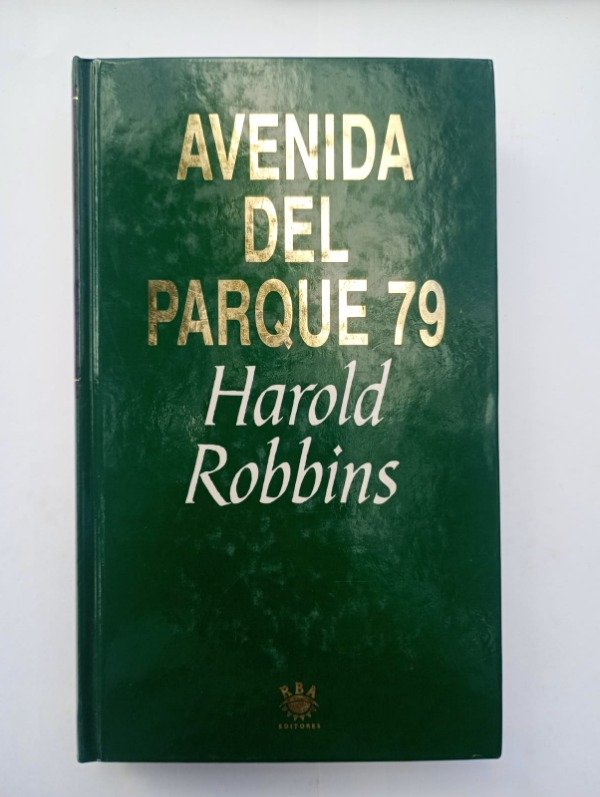 AVENIDA
DEL
PARQUE 79
Harold
Robbins
RBA
EDITORES